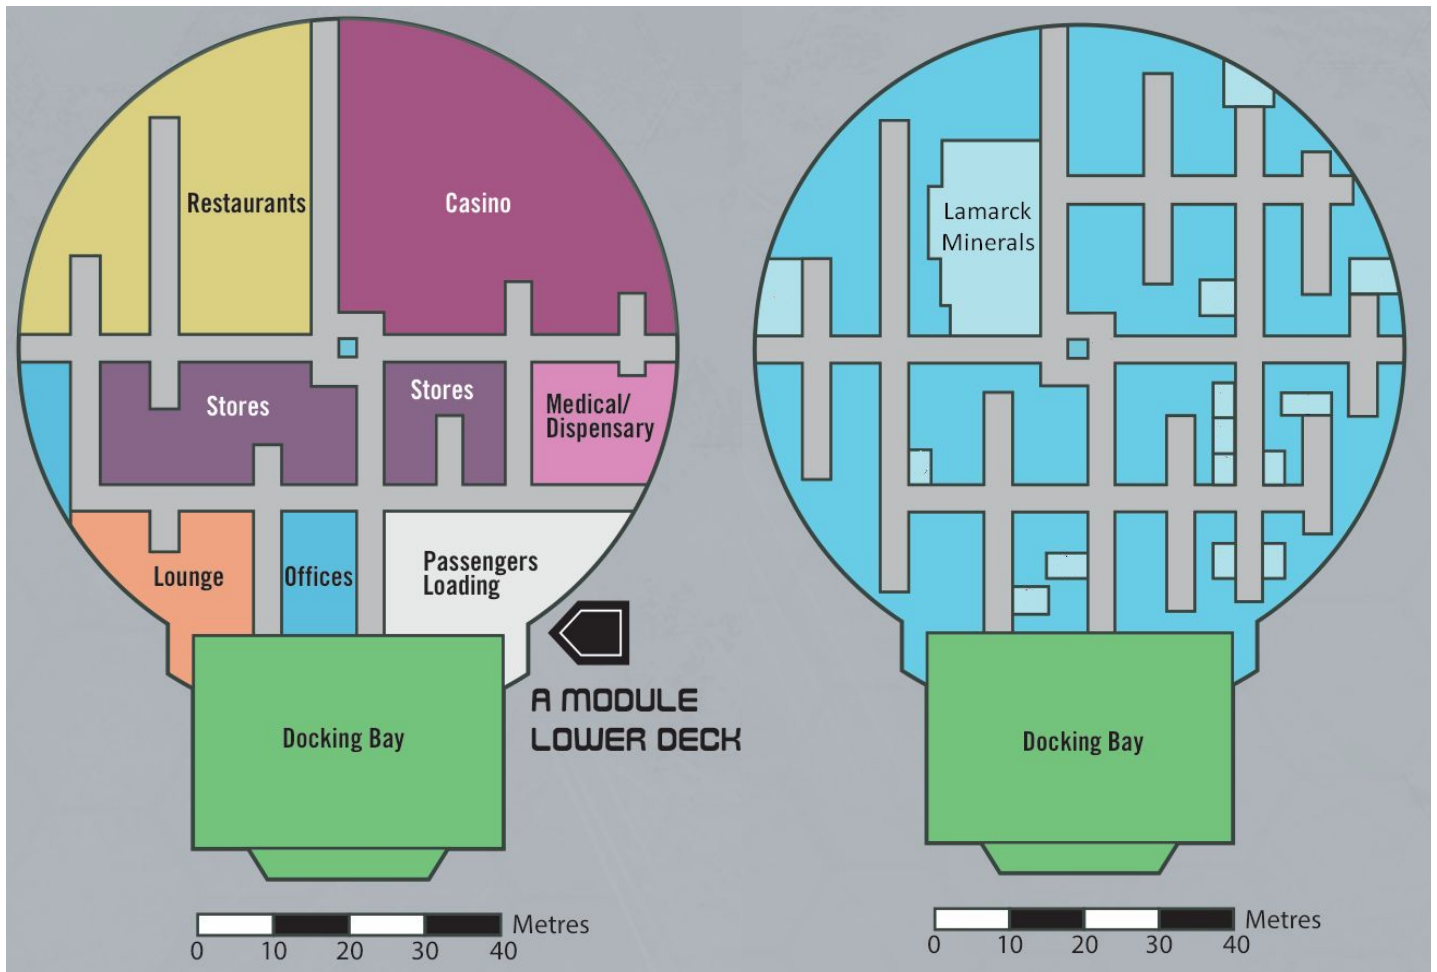 Restaurants
Casino
Stores
Stores
Medical/
Dispensary
Lounge
Offices
Passengers
Loading
A MODULE
LOWER DECK
Docking Bay
Metres
0 10 20 30 40
Lamarck
Minerals
Docking Bay
Metres
0 10 20 30 40